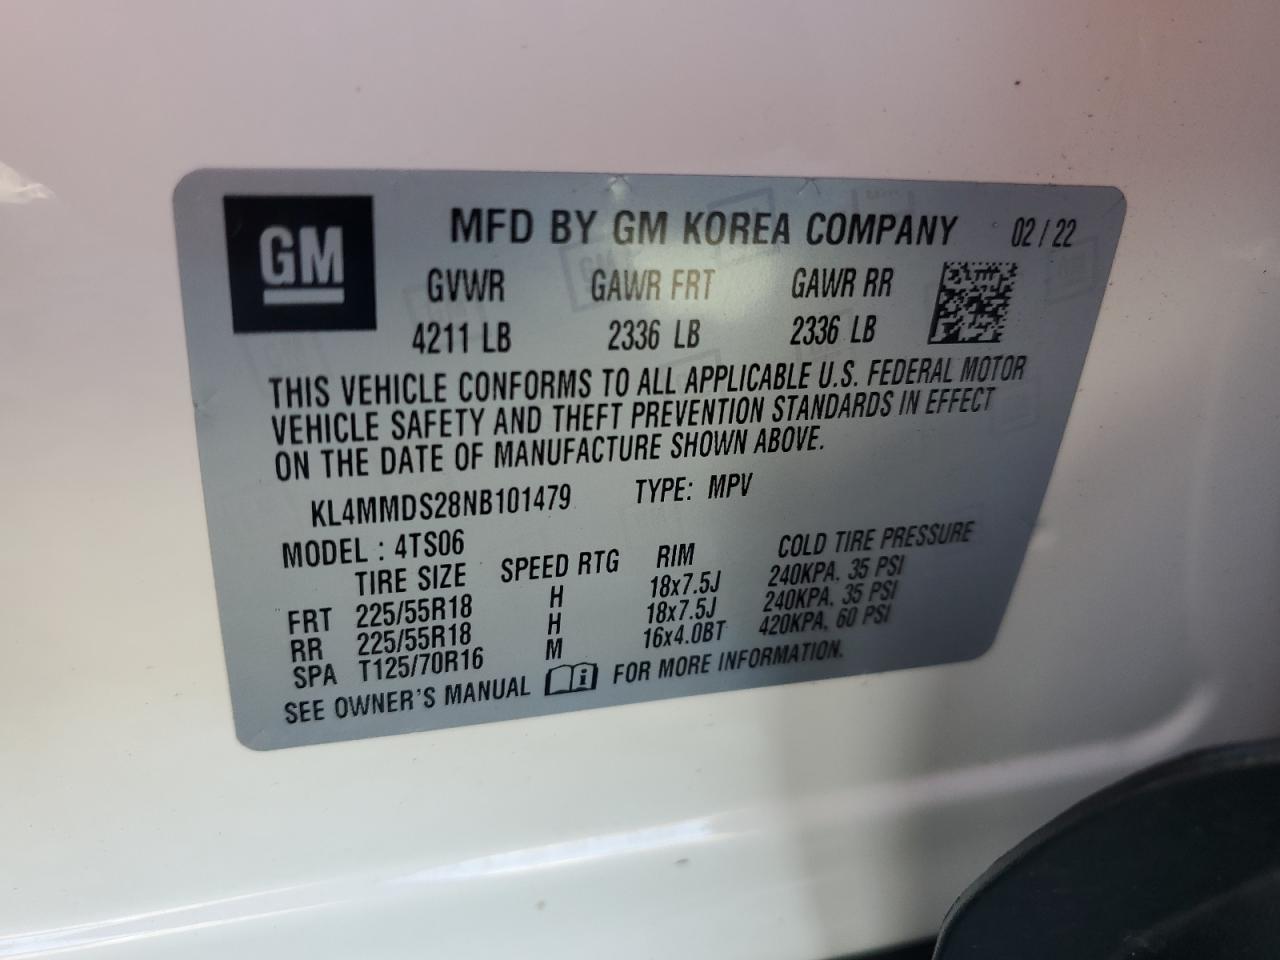 GM
MFD BY GM KOREA COMPANY 02 / 22
GVWR GAWR FRT GAWR RR
4211 LB 2336 LB 2336 LB
THIS VEHICLE CONFORMS TO ALL APPLICABLE U.S. FEDERAL MOTOR
VEHICLE SAFETY AND THEFT PREVENTION STANDARDS IN EFFECT
ON THE DATE OF MANUFACTURE SHOWN ABOVE.
KL4MMDS28NB101479 TYPE: MPV
MODEL : 4TS06
TIRE SIZE SPEED RTG RIM COLD TIRE PRESSURE
FRT 225/55R18 H 18x7.5J 240KPA, 35 PSI
RR 225/55R18 H 18x7.5J 240KPA, 35 PSI
SPA T125/70R16 M 16x4.0BT 420KPA, 60 PSI
SEE OWNER'S MANUAL i FOR MORE INFORMATION.